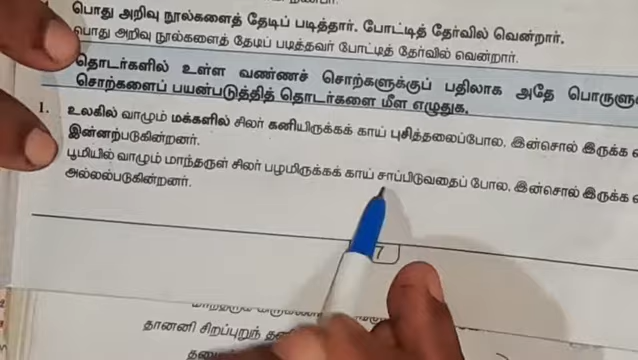 பொது அறிவு நூல்களைத் தேடிப் படித்தார். போட்டித் தேர்வில் வென்றார்.
பொது அறிவு நூல்களைத் தேடிப் படித்தவர் போட்டித் தேர்வில் வென்றார்.
தொடர்களில் உள்ள வண்ணச் சொற்களுக்குப் பதிலாக அதே
சொற்களைப் பயன்படுத்தித் தொடர்களை மீள எழுதுக.
1. உலகில் வாழும் மக்களில் சிலர் கனியிருக்கக் காய் புசித்தலைப்போல, இன்சொல் இருக்க
இன்னற்படுகின்றனர்.
பூமியில் வாழும் மாந்தருள் சிலர் பழமிருக்கக் காய் சாப்பிடுவதைப் போல, இன்சொல் இருக்க
அல்லல்படுகின்றனர்.
7
தானனி சிறப்புறுந்